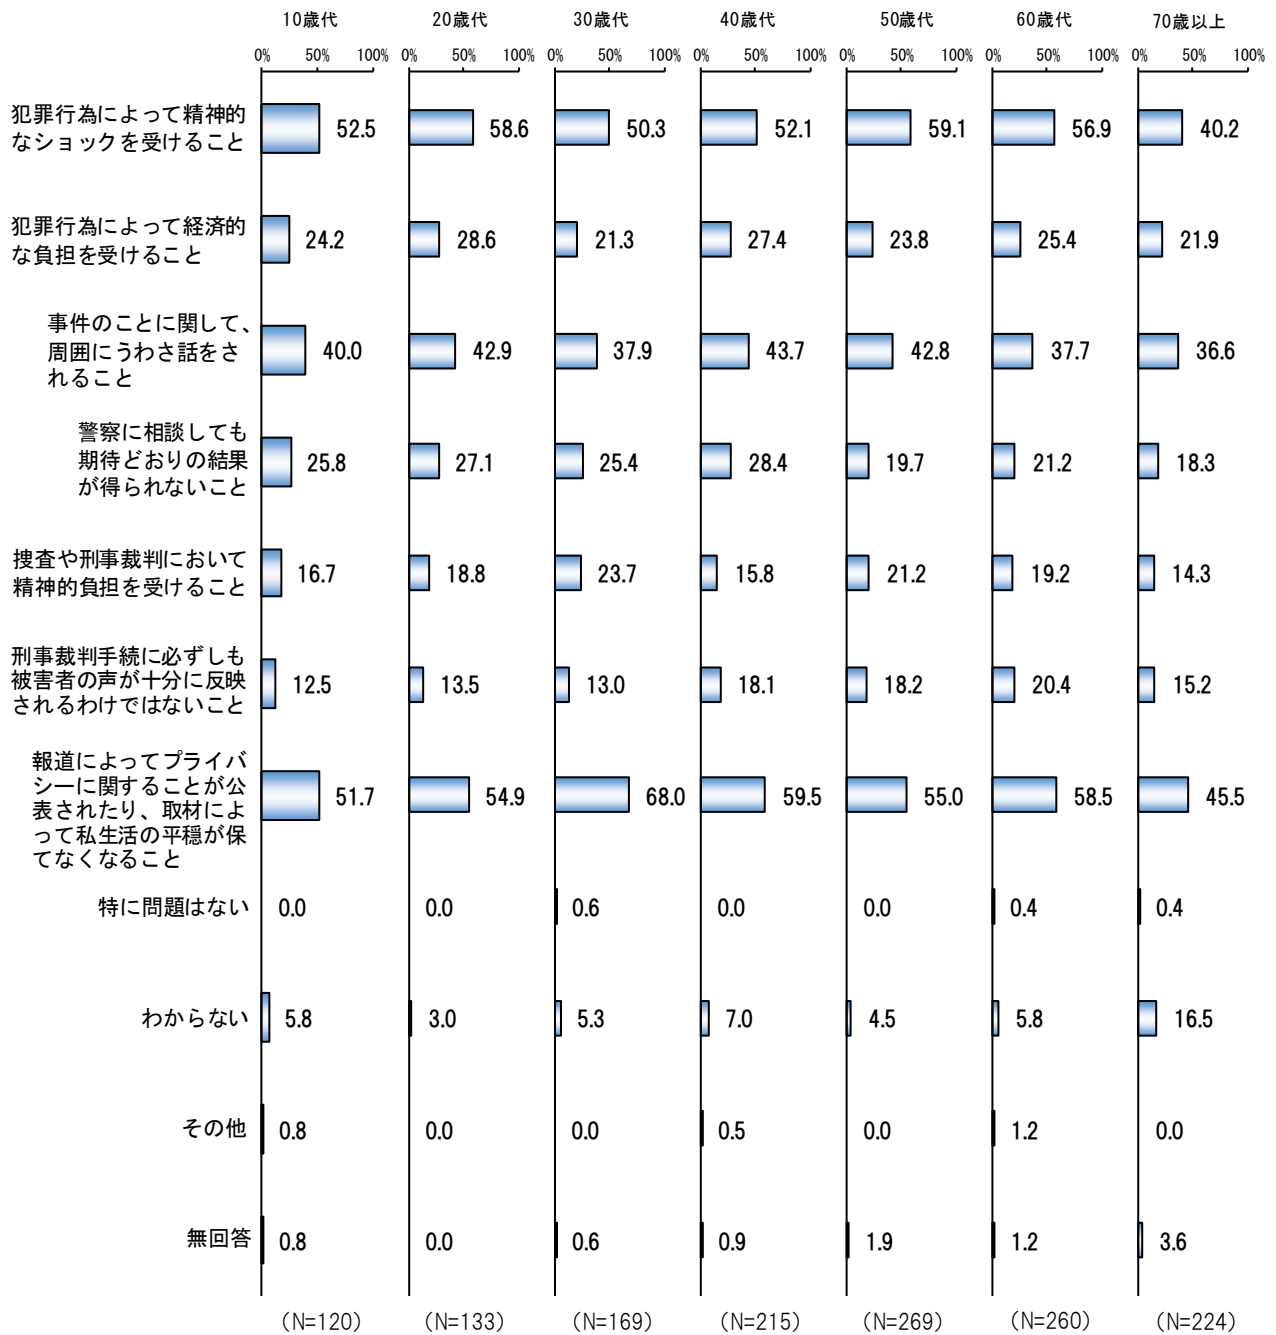 10歳代 20歳代 30歳代 40歳代 50歳代 60歳代 70歳以上
0% 50% 100% 0% 50% 100% 0% 50% 100% 0% 50% 100% 0% 50% 100% 0% 50% 100% 0% 50% 100%
犯罪行為によって精神的
なショックを受けること
52.5 58.6 50.3 52.1 59.1 56.9 40.2
犯罪行為によって経済的
な負担を受けること
24.2 28.6 21.3 27.4 23.8 25.4 21.9
事件のことに関して、
周囲にうわさ話をさ
れること
40.0 42.9 37.9 43.7 42.8 37.7 36.6
警察に相談しても
期待どおりの結果
が得られないこと
25.8 27.1 25.4 28.4 19.7 21.2 18.3
捜査や刑事裁判において
精神的負担を受けること
16.7 18.8 23.7 15.8 21.2 19.2 14.3
刑事裁判手続に必ずしも
被害者の声が十分に反映
されるわけではないこと
12.5 13.5 13.0 18.1 18.2 20.4 15.2
報道によってプライバ
シーに関することが公
表されたり、取材によ
って私生活の平穏が保
てなくなること
51.7 54.9 68.0 59.5 55.0 58.5 45.5
特に問題はない
0.0 0.0 0.6 0.0 0.0 0.4 0.4
わからない
5.8 3.0 5.3 7.0 4.5 5.8 16.5
その他
0.8 0.0 0.0 0.5 0.0 1.2 0.0
無回答
0.8 0.0 0.6 0.9 1.9 1.2 3.6
（N=120） （N=133） （N=169） （N=215） （N=269） （N=260） （N=224）